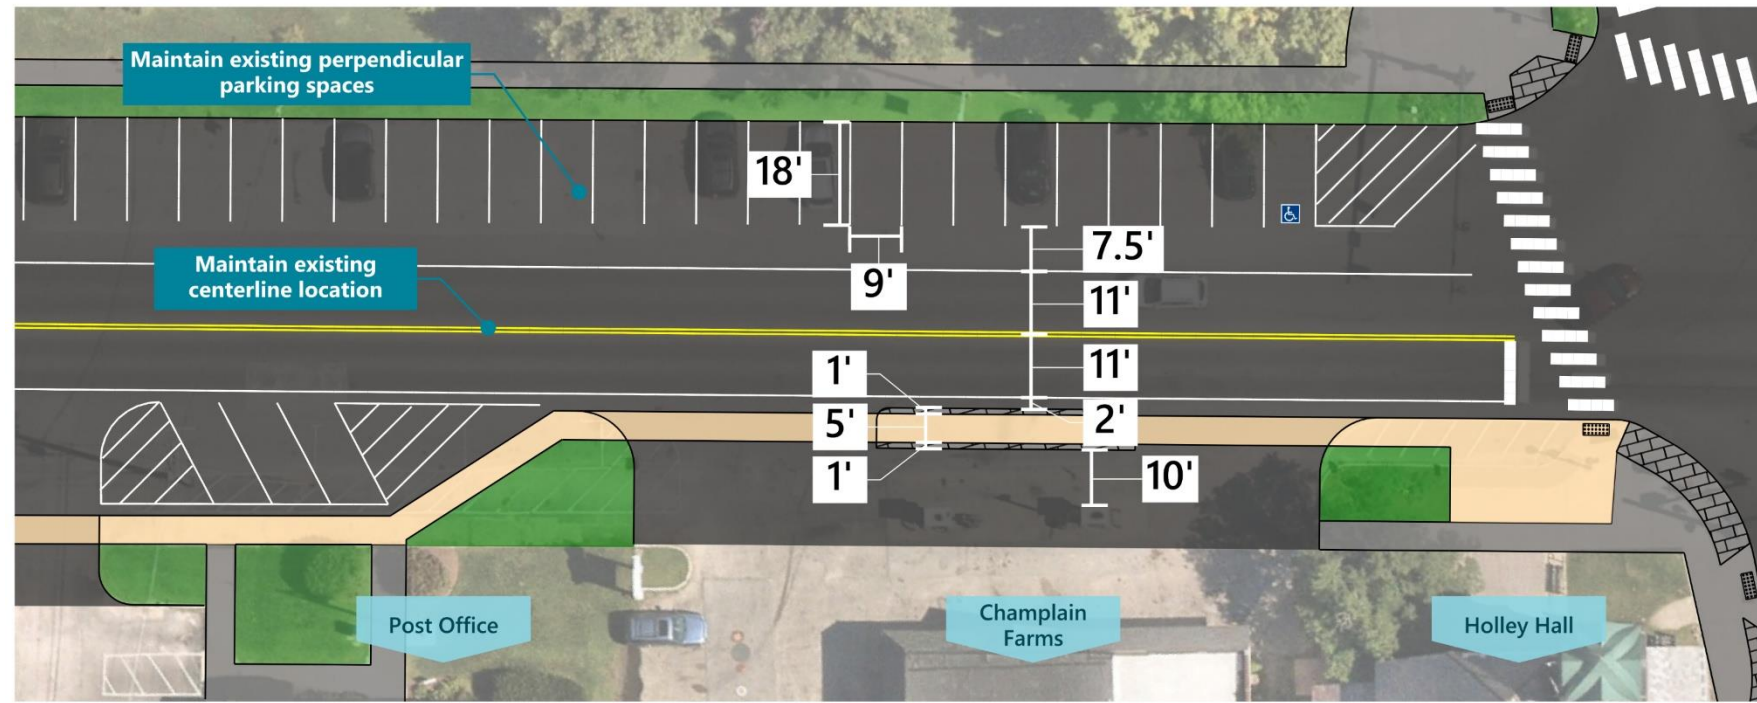 Maintain existing perpendicular
parking spaces
18'
7.5'
Maintain existing
centerline location
9'
11'
11'
1'
5'
2'
1'
10'
Post Office
Champlain
Farms
Holley Hall